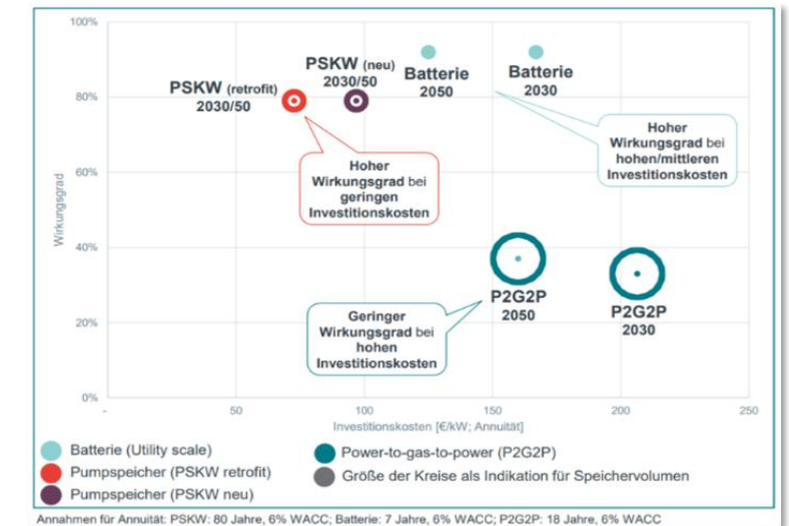 100%
80%
60%
40%
20%
0%
Wirkungsgrad
PSKW (retrofit)
2030/50
PSKW (neu)
2030/50
Batterie
2050
Batterie
2030
Hoher
Wirkungsgrad bei
geringen
Investitionskosten
Hoher
Wirkungsgrad bei
hohen/mittleren
Investitionskosten
Geringer
Wirkungsgrad bei
hohen
Investitionskosten
P2G2P
2050
P2G2P
2030
-
50
100
150
200
250
Investitionskosten [€/kW; Annuität]
Batterie (Utility scale)
Pumpspeicher (PSKW retrofit)
Pumpspeicher (PSKW neu)
Power-to-gas-to-power (P2G2P)
Größe der Kreise als Indikation für Speichervolumen
Annahmen für Annuität: PSKW: 80 Jahre, 6% WACC; Batterie: 7 Jahre, 6% WACC; P2G2P: 18 Jahre, 6% WACC